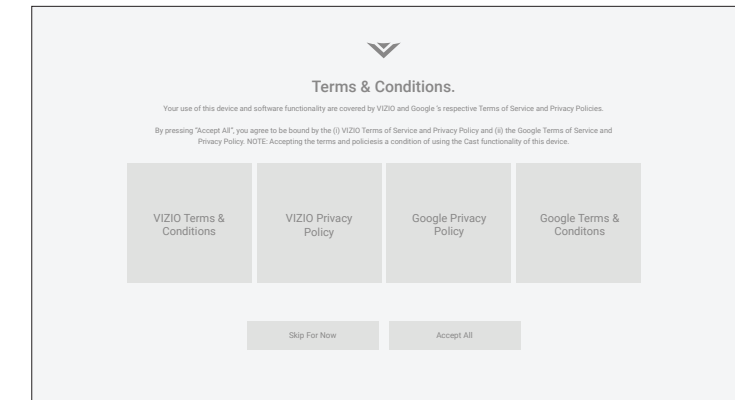 Terms & Conditions.
Your use of this device and software functionality are covered by VIZIO and Google 's respective Terms of Service and Privacy Policies.
By pressing "Accept All", you agree to be bound by the (i) VIZIO Terms of Service and Privacy Policy and (ii) the Google Terms of Service and
Privacy Policy. NOTE: Accepting the terms and policiesis a condition of using the Cast functionality of this device.
VIZIO Terms &
Conditions
VIZIO Privacy
Policy
Google Privacy
Policy
Google Terms &
Conditons
Skip For Now
Accept All